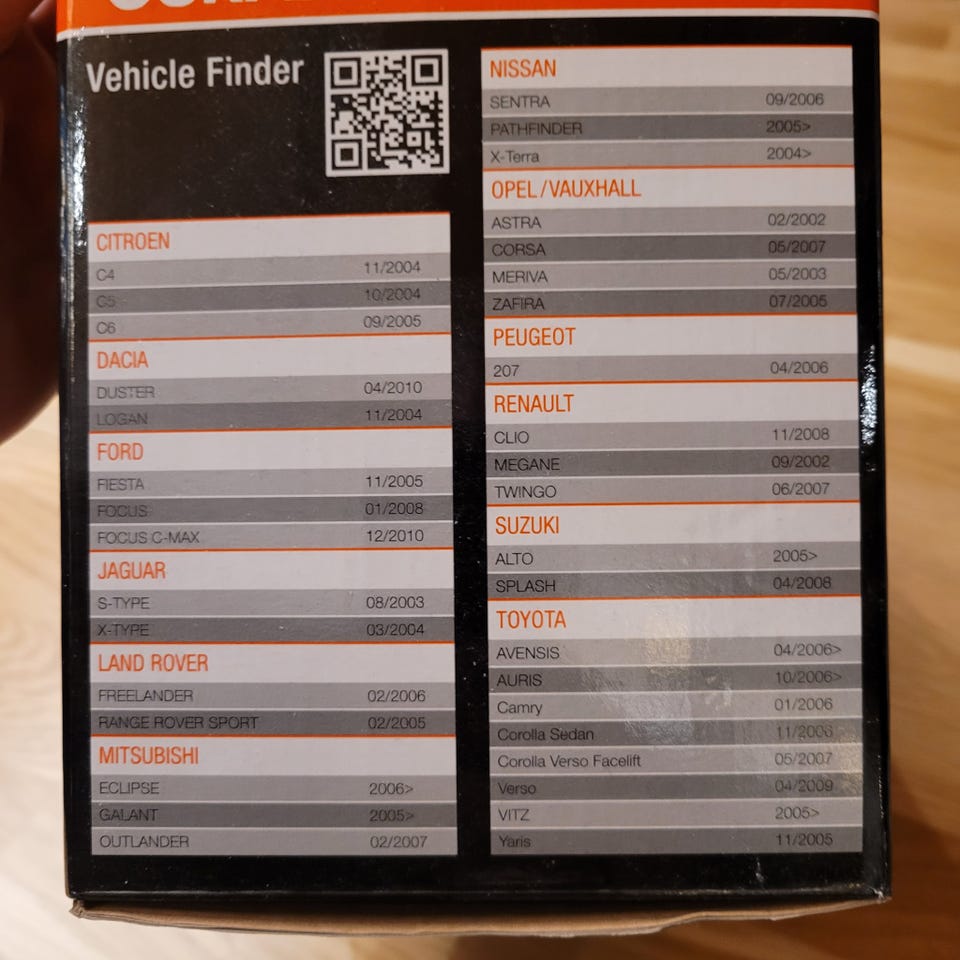 Vehicle Finder
CITROEN
C4 11/2004
C5 10/2004
C6 09/2005
DACIA
DUSTER 04/2010
LOGAN 11/2004
FORD
FIESTA 11/2005
FOCUS 01/2008
FOCUS C-MAX 12/2010
JAGUAR
S-TYPE 08/2003
X-TYPE 03/2004
LAND ROVER
FREELANDER 02/2006
RANGE ROVER SPORT 02/2005
MITSUBISHI
ECLIPSE 2006>
GALANT 2005>
OUTLANDER 02/2007
NISSAN
SENTRA 09/2006
PATHFINDER 2005>
X-Terra 2004>
OPEL/VAUXHALL
ASTRA 02/2002
CORSA 05/2007
MERIVA 05/2003
ZAFIRA 07/2005
PEUGEOT
207 04/2006
RENAULT
CLIO 11/2008
MEGANE 09/2002
TWINGO 06/2007
SUZUKI
ALTO 2005>
SPLASH 04/2008
TOYOTA
AVENSIS 04/2006>
AURIS 10/2006>
Camry 01/2006
Corolla Sedan 11/2006
Corolla Verso Facelift 05/2007
Verso 04/2009
VITZ 2005>
Yaris 11/2005